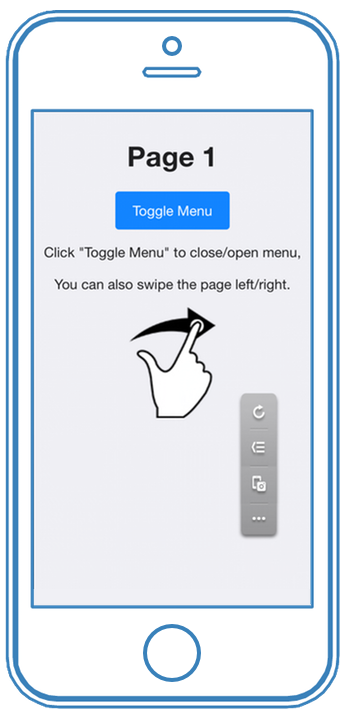 Page 1
Toggle Menu
Click "Toggle Menu" to close/open menu,
You can also swipe the page left/right.